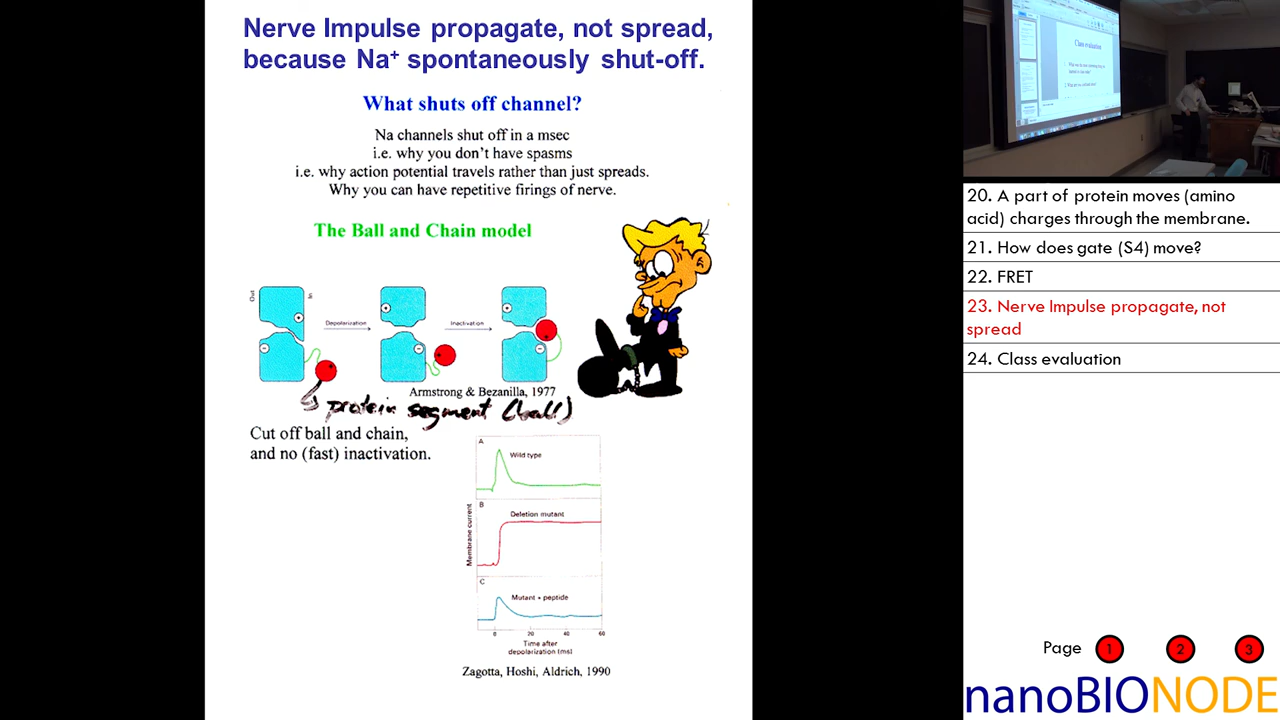 Nerve Impulse propagate, not spread,
because Na⁺ spontaneously shut-off.
What shuts off channel?
Na channels shut off in a msec
i.e. why you don't have spasms
i.e. why action potential travels rather than just spreads.
Why you can have repetitive firings of nerve.
The Ball and Chain model
Out
In
Depolarization
Inactivation
Armstrong & Bezanilla, 1977
protein segment (ball)
Cut off ball and chain,
and no (fast) inactivation.
A
Wild type
B
Deletion mutant
Membrane current
C
Mutant + peptide
0 20 40 60
Time after
depolarization (ms)
Zagotta, Hoshi, Aldrich, 1990
Class evaluation
20. A part of protein moves (amino
acid) charges through the membrane.
21. How does gate (S4) move?
22. FRET
23. Nerve Impulse propagate, not
spread
24. Class evaluation
Page 1 2 3
nanoBIONODE